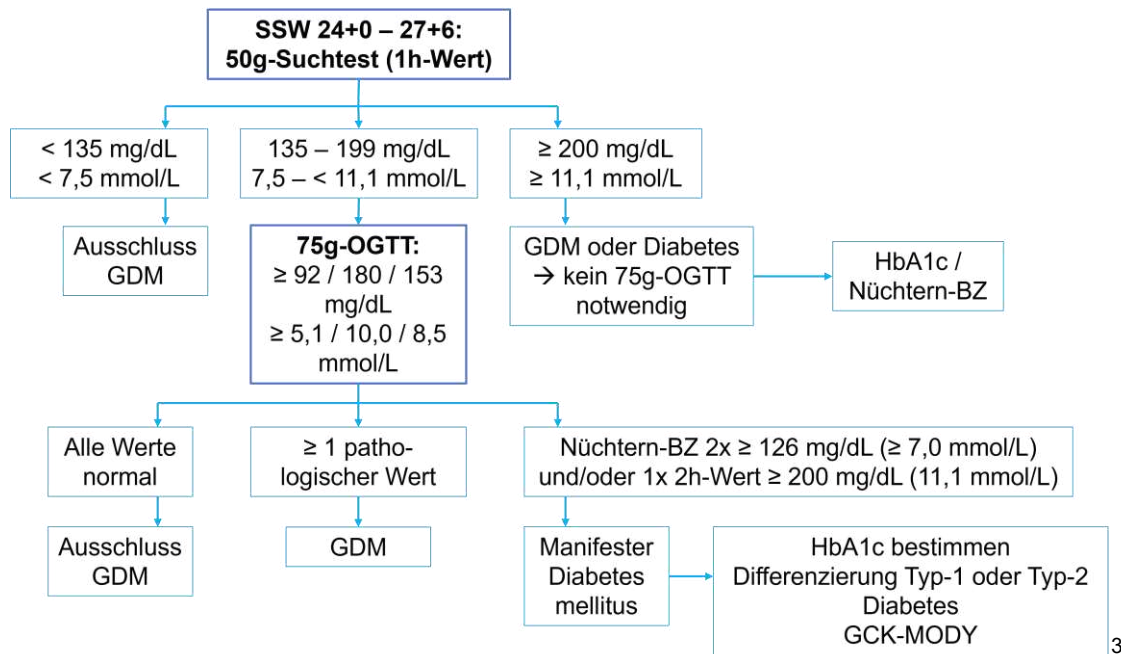 SSW 24+0 – 27+6:
50g-Suchtest (1h-Wert)
< 135 mg/dL
< 7,5 mmol/L
135 – 199 mg/dL
7,5 – < 11,1 mmol/L
≥ 200 mg/dL
≥ 11,1 mmol/L
Ausschluss
GDM
75g-OGTT:
≥ 92 / 180 / 153
mg/dL
≥ 5,1 / 10,0 / 8,5
mmol/L
GDM oder Diabetes
→ kein 75g-OGTT
notwendig
HbA1c /
Nüchtern-BZ
Alle Werte
normal
≥ 1 patho-
logischer Wert
Nüchtern-BZ 2x ≥ 126 mg/dL (≥ 7,0 mmol/L)
und/oder 1x 2h-Wert ≥ 200 mg/dL (11,1 mmol/L)
Ausschluss
GDM
GDM
Manifester
Diabetes
mellitus
HbA1c bestimmen
Differenzierung Typ-1 oder Typ-2
Diabetes
GCK-MODY
3